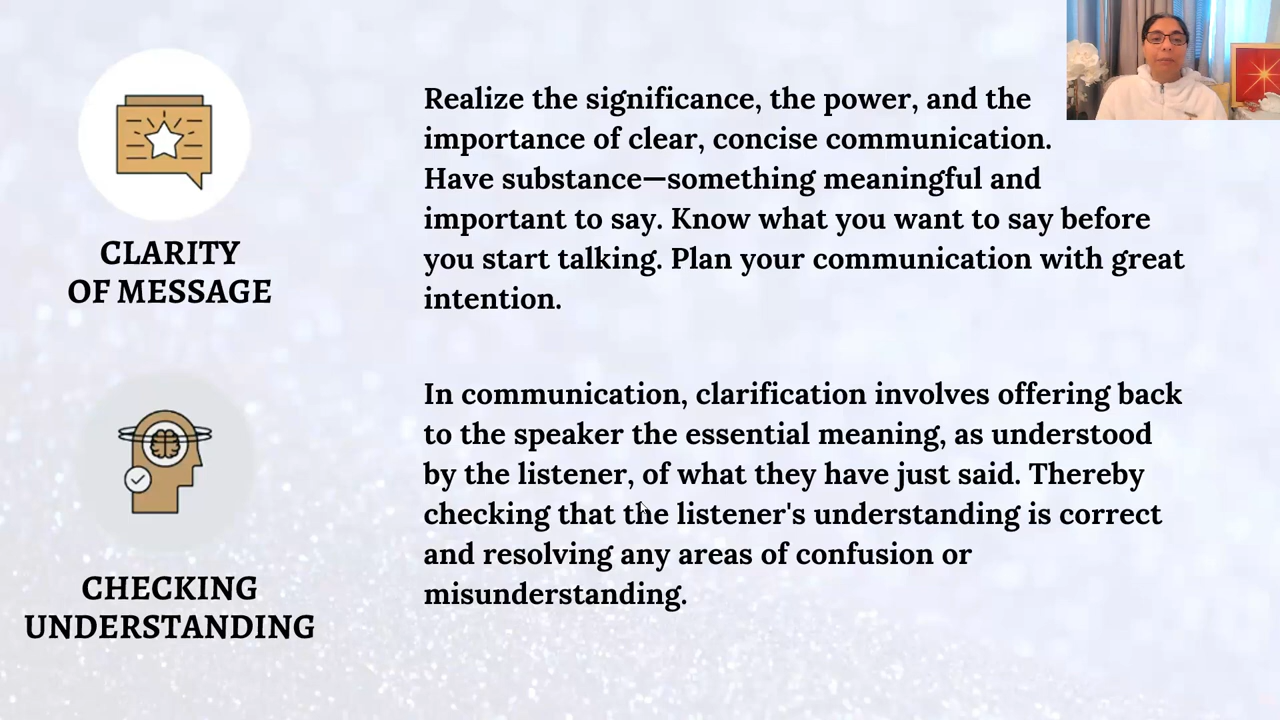 CLARITY
OF MESSAGE
Realize the significance, the power, and the
importance of clear, concise communication.
Have substance—something meaningful and
important to say. Know what you want to say before
you start talking. Plan your communication with great
intention.
CHECKING
UNDERSTANDING
In communication, clarification involves offering back
to the speaker the essential meaning, as understood
by the listener, of what they have just said. Thereby
checking that the listener's understanding is correct
and resolving any areas of confusion or
misunderstanding.